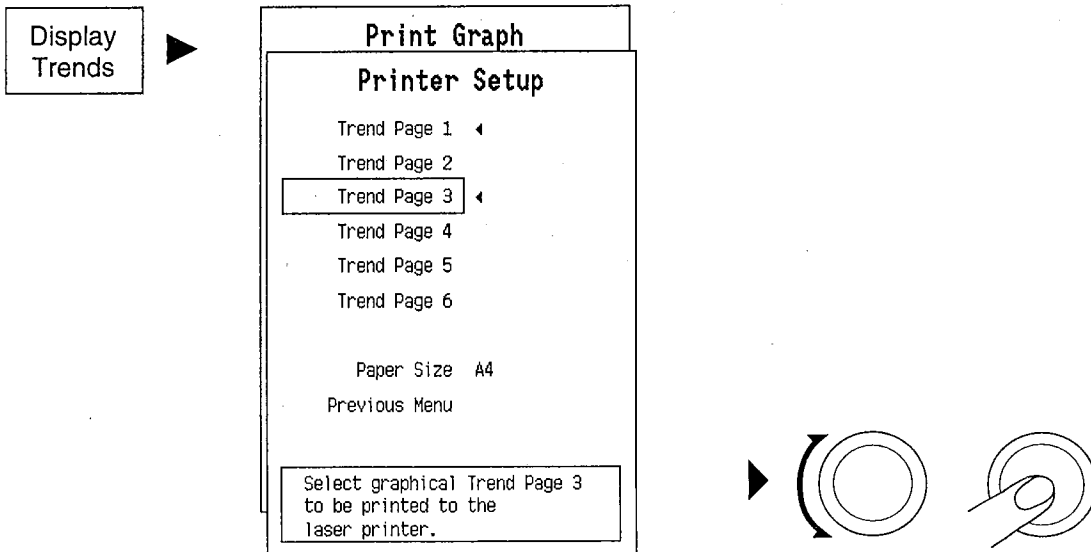 Display
Trends
Print Graph
Printer Setup
Trend Page 1
Trend Page 2
Trend Page 3
Trend Page 4
Trend Page 5
Trend Page 6
Paper Size A4
Previous Menu
Select graphical Trend Page 3
to be printed to the
laser printer.